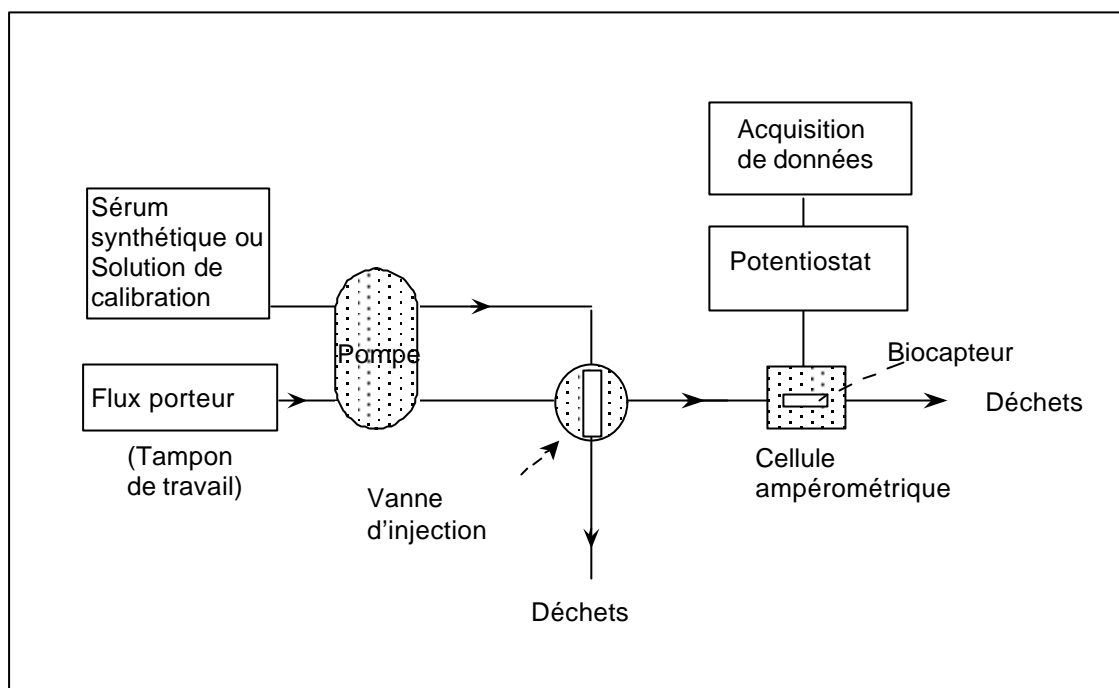 Acquisition
de données
Sérum
synthétique ou
Solution de
calibration
Potentiostat
Pompe
Biocapteur
Flux porteur
Déchets
(Tampon
de travail)
Cellule
ampérométrique
Vanne
d'injection
Déchets